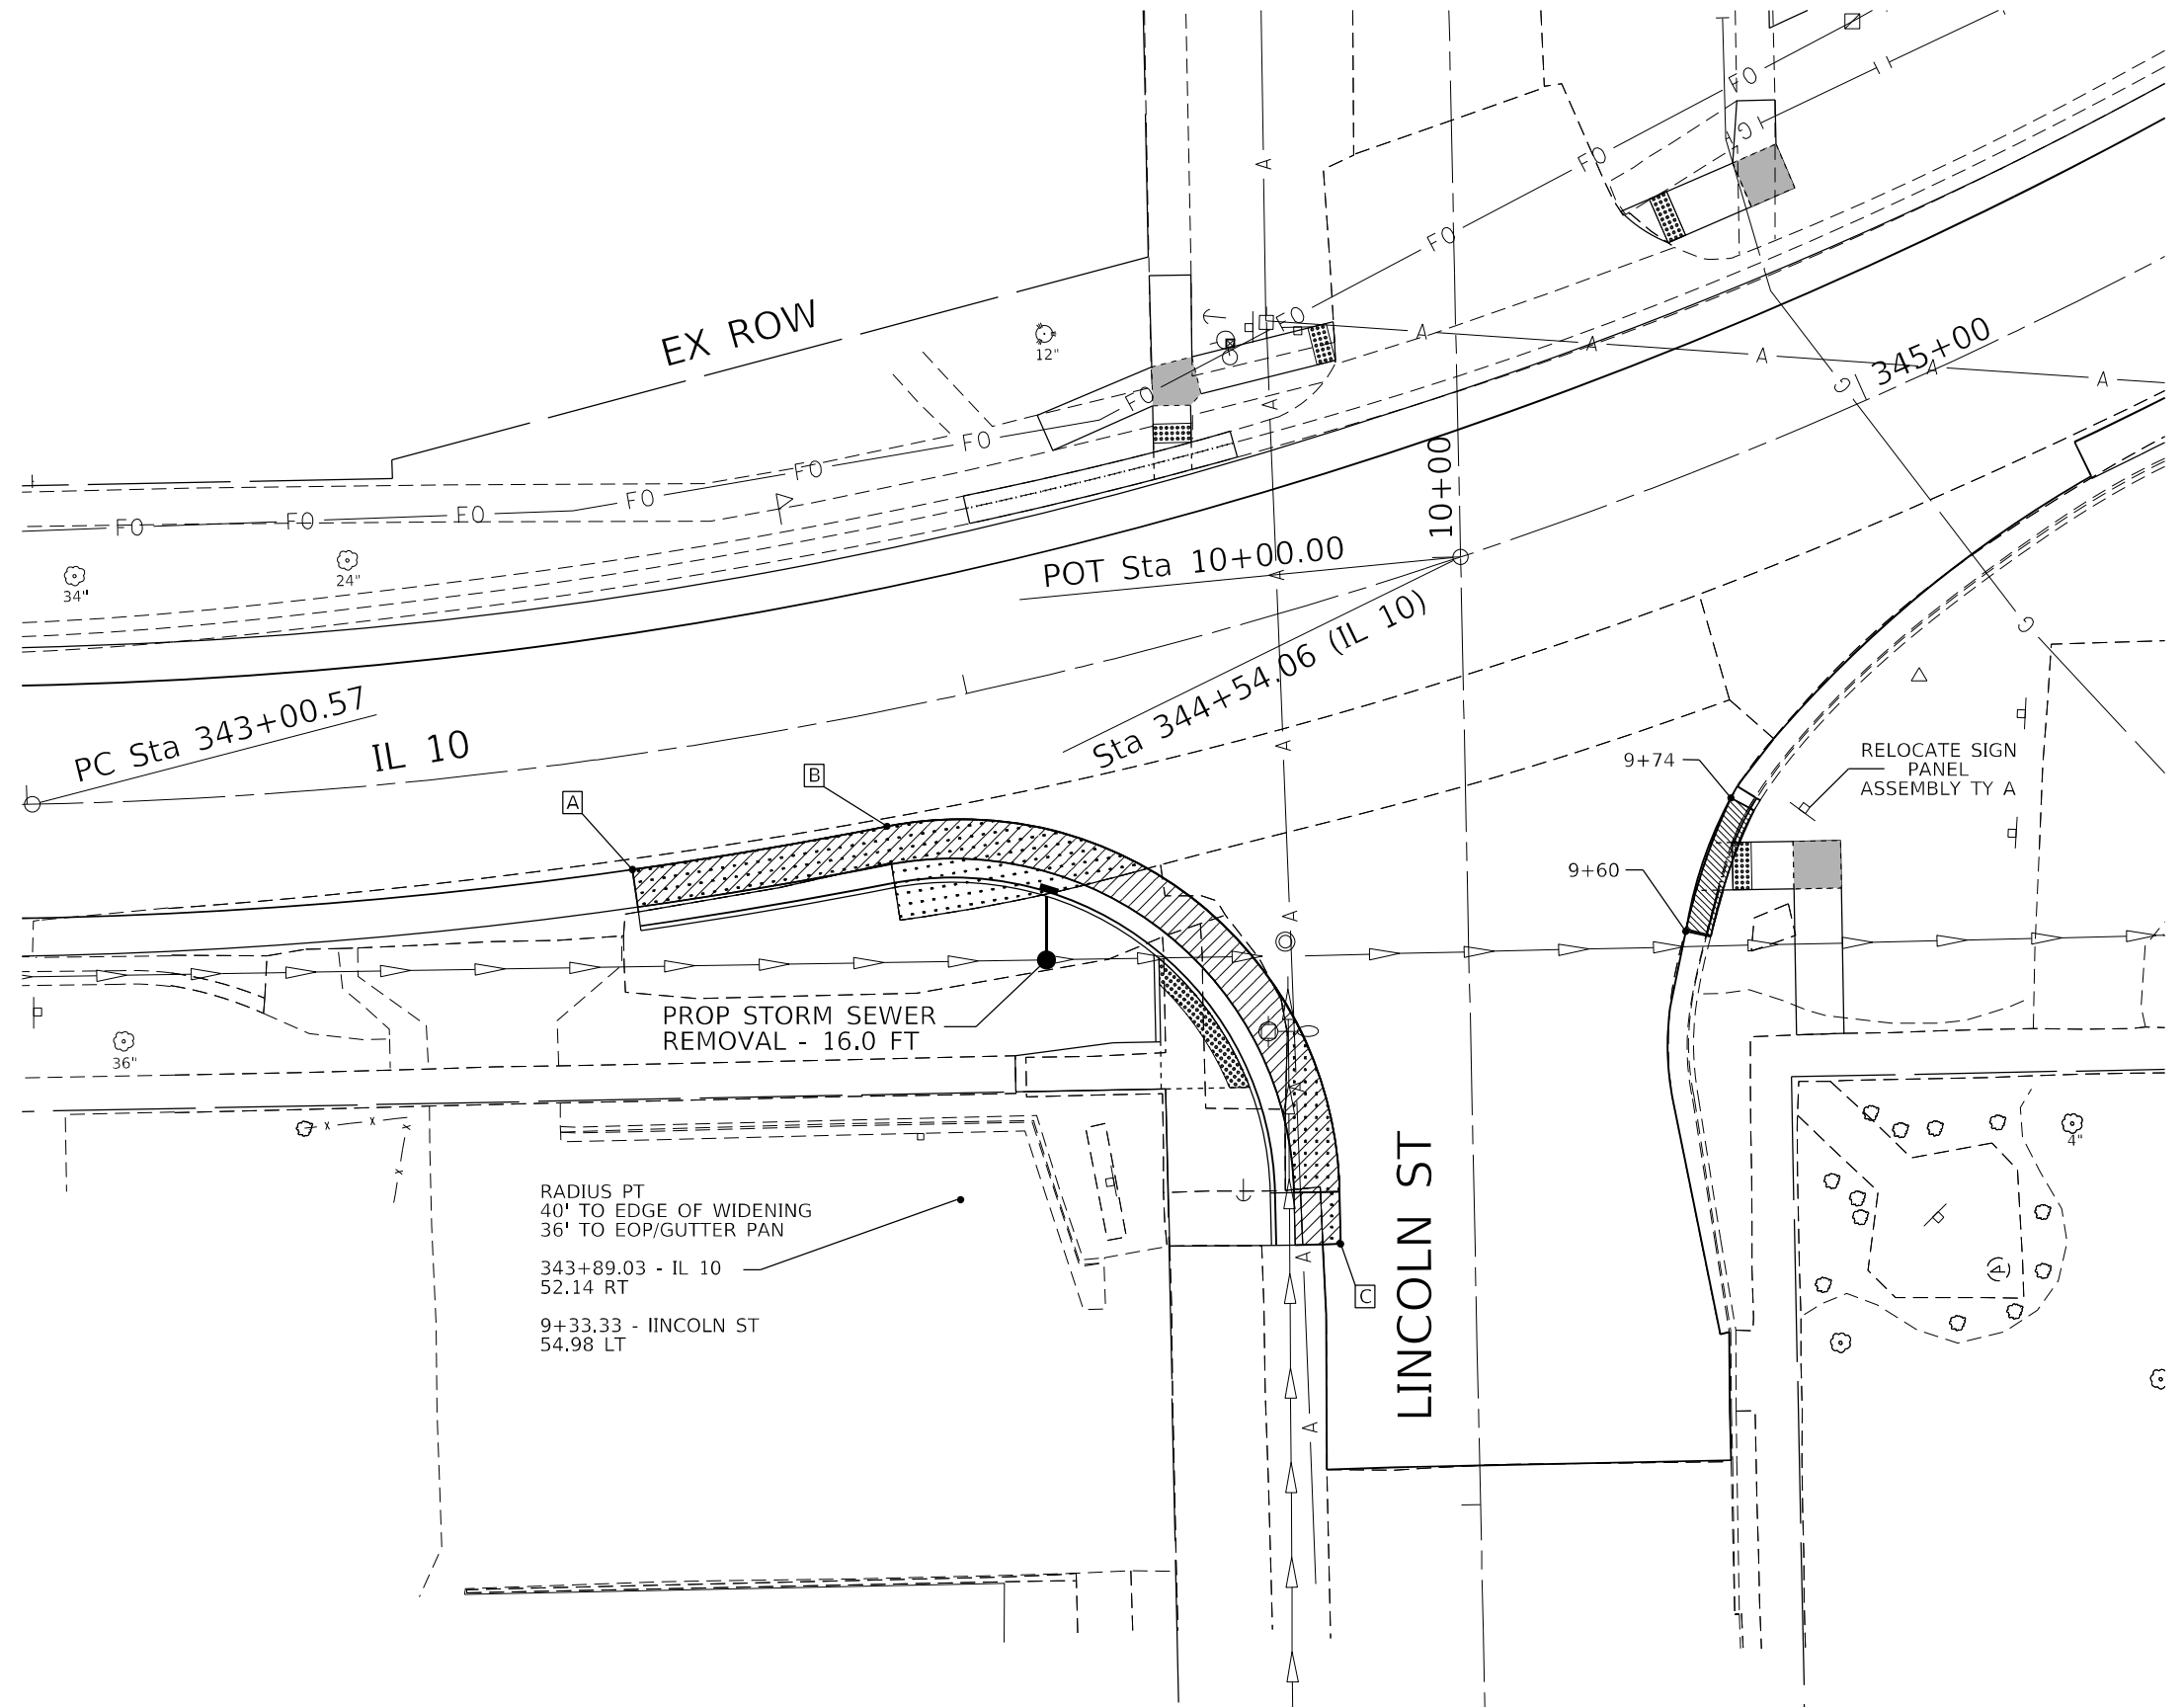 FO
FO
A
FO
G
FO
EX ROW
12"
FO
A
A
A
345+00
A
A
G
FO
A
FO
FO
FO
FO
FO
FO
10+00
34"
24"
POT Sta 10+00.00
A
Sta 344+54.06 (IL 10)
G
PC Sta 343+00.57
IL 10
A
B
A
9+74
RELOCATE SIGN
PANEL
ASSEMBLY TY A
9+60
A
PROP STORM SEWER
REMOVAL - 16.0 FT
36"
A
x
x
x
x
4"
LINCOLN ST
RADIUS PT
40' TO EDGE OF WIDENING
36' TO EOP/GUTTER PAN
343+89.03 - IL 10
52.14 RT
9+33.33 - lINCOLN ST
54.98 LT
A
C
A
A